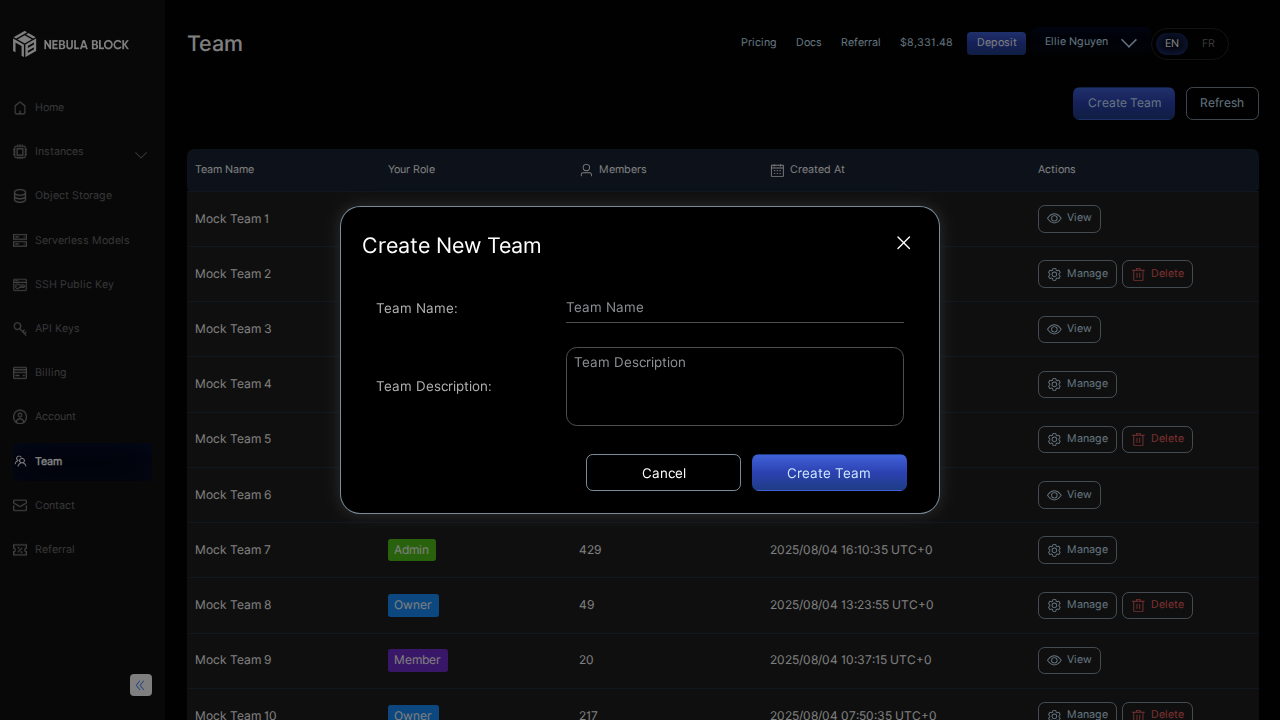 NEBULA BLOCK
Team
Pricing
Docs
Referral
$8,331.48
Deposit
Ellie Nguyen
EN
FR
Home
Instances
Object Storage
Serverless Models
SSH Public Key
API Keys
Billing
Account
Team
Contact
Referral
Create Team
Refresh
Team Name Your Role Members Created At Actions
Mock Team 1 View
Mock Team 2 Manage Delete
Mock Team 3 View
Mock Team 4 Manage
Mock Team 5 Manage Delete
Mock Team 6 View
Mock Team 7 Admin 429 2025/08/04 16:10:35 UTC+0 Manage
Mock Team 8 Owner 49 2025/08/04 13:23:55 UTC+0 Manage Delete
Mock Team 9 Member 20 2025/08/04 10:37:15 UTC+0 View
Mock Team 10 Owner 217 2025/08/04 07:50:35 UTC+0 Manage Delete
Create New Team
Team Name:
Team Name
Team Description:
Team Description
Cancel
Create Team